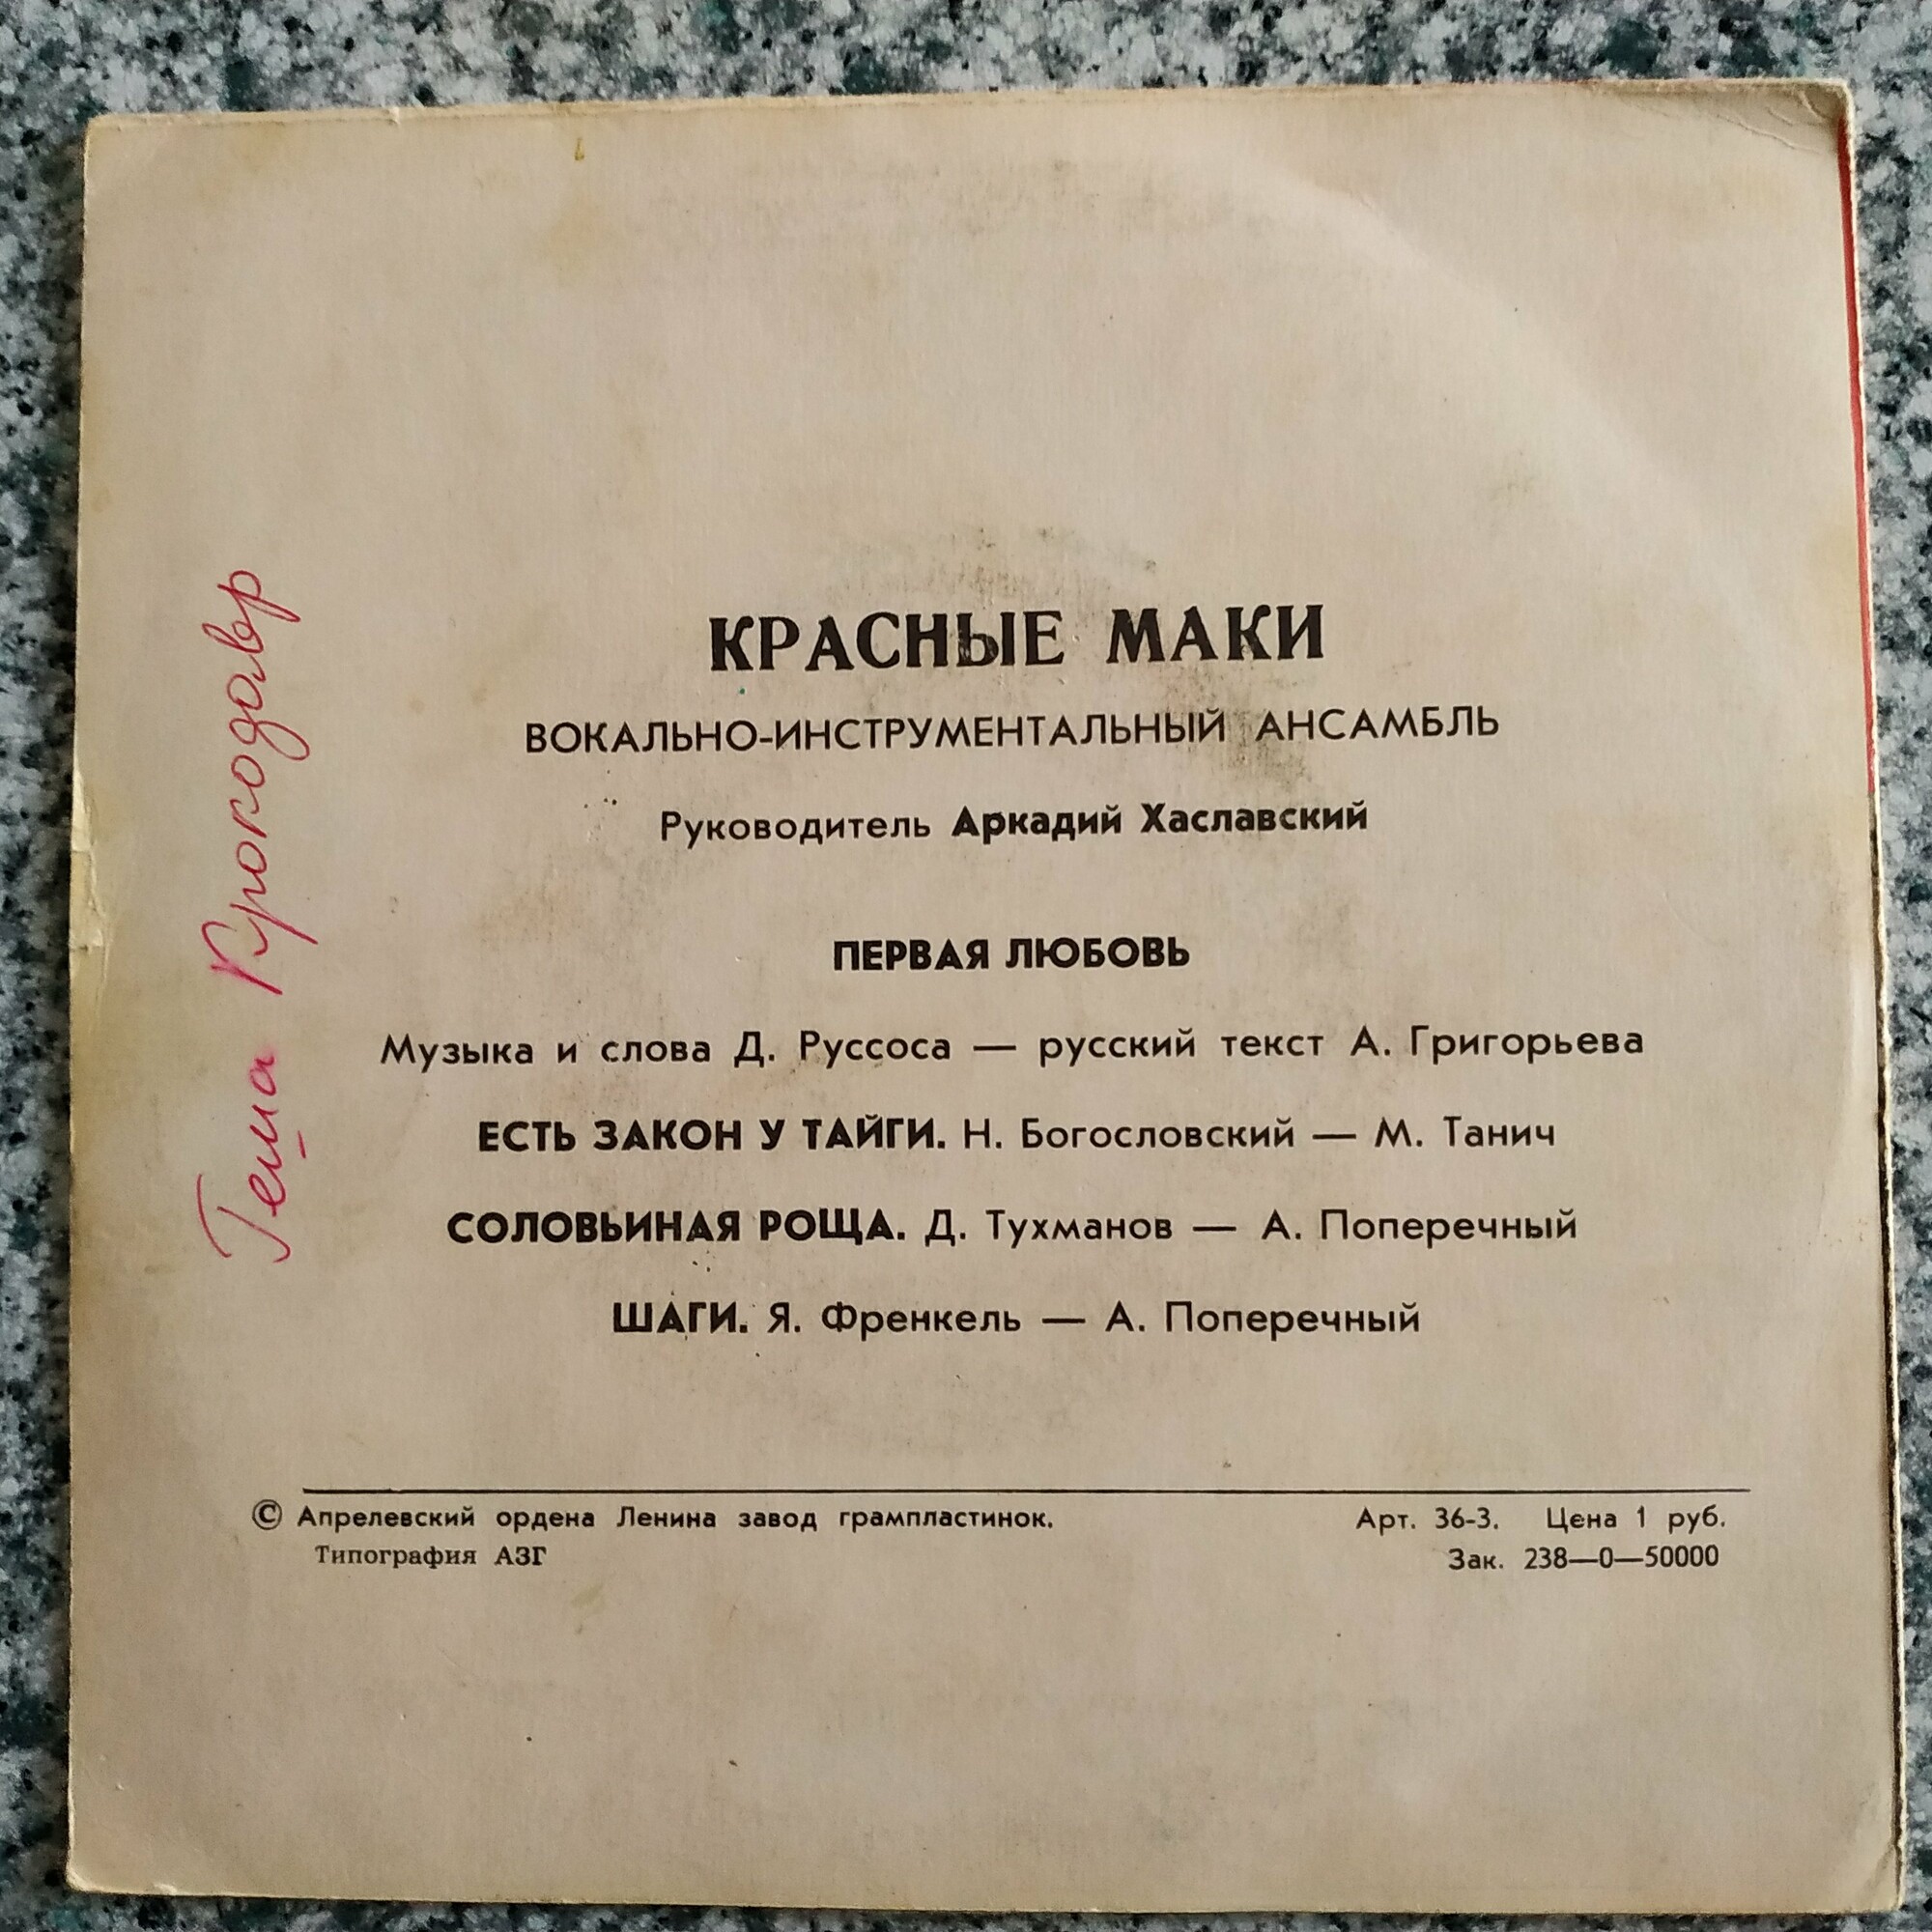 КРАСНЫЕ МАКИ
ВОКАЛЬНО-ИНСТРУМЕНТАЛЬНЫЙ АНСАМБЛЬ
Руководитель Аркадий Хаславский
ПЕРВАЯ ЛЮБОВЬ
Музыка и слова Д. Руссоса — русский текст А. Григорьева
ЕСТЬ ЗАКОН У ТАЙГИ. Н. Богословский — М. Танич
СОЛОВЬИНАЯ РОЩА. Д. Тухманов — А. Поперечный
ШАГИ. Я. Френкель — А. Поперечный
© Апрелевский ордена Ленина завод грампластинок.
Типография АЗГ
Арт. 36-3. Цена 1 руб.
Зак. 238—0—50000
Геша Крокодавр